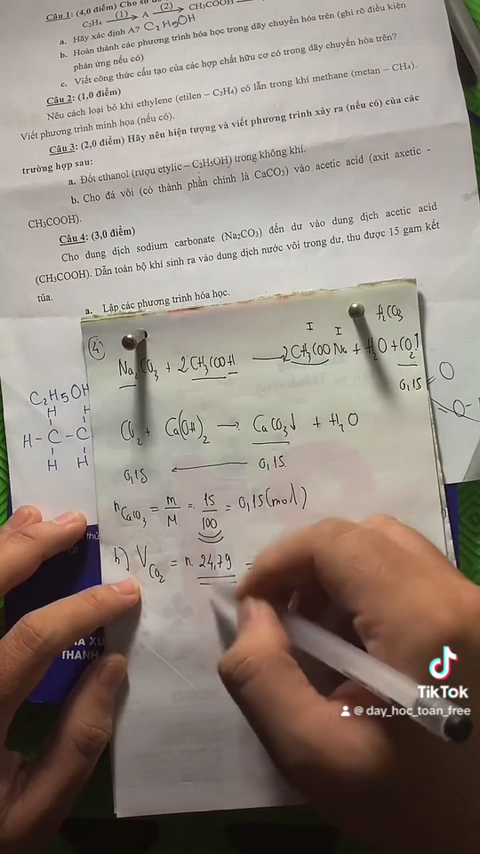 Câu 1: (4,0 điểm) Cho sơ đồ
C₂H₄ (1)→ A (2)→ CH₃COOH
a. Hãy xác định A? C₂H₅OH
b. Hoàn thành các phương trình hóa học trong dãy chuyển hóa trên (ghi rõ điều kiện
phản ứng nếu có)
c. Viết công thức cấu tạo của các hợp chất hữu cơ có trong dãy chuyển hóa trên?
Câu 2: (1,0 điểm)
Nêu cách loại bỏ khí ethylene (etilen – C₂H₄) có lẫn trong khí methane (metan – CH₄).
Viết phương trình minh họa (nếu có).
Câu 3: (2,0 điểm) Hãy nêu hiện tượng và viết phương trình xảy ra (nếu có) của các
trường hợp sau:
a. Đốt ethanol (rượu etylic – C₂H₅OH) trong không khí.
b. Cho đá vôi (có thành phần chính là CaCO₃) vào acetic acid (axit axetic -
CH₃COOH).
Câu 4: (3,0 điểm)
Cho dung dịch sodium carbonate (Na₂CO₃) đến dư vào dung dịch acetic acid
(CH₃COOH). Dẫn toàn bộ khí sinh ra vào dung dịch nước vôi trong dư, thu được 15 gam kết
tủa.
a. Lập các phương trình hóa học.
H₂CO₃
I I
4) Na₂CO₃ + 2CH₃COOH → 2CH₃COONa + H₂O + CO₂↑
0,15
CO₂ + Ca(OH)₂ → CaCO₃↓ + H₂O
0,15 ← 0,15
nCaCO₃ = m/M = 15/100 = 0,15 (mol)
b) VCO₂ = n. 24,79 =
C₂H₅OH
H H
H-C-C
H H
O
O-
thủ
A XU
THANH
TikTok
@day_hoc_toan_free